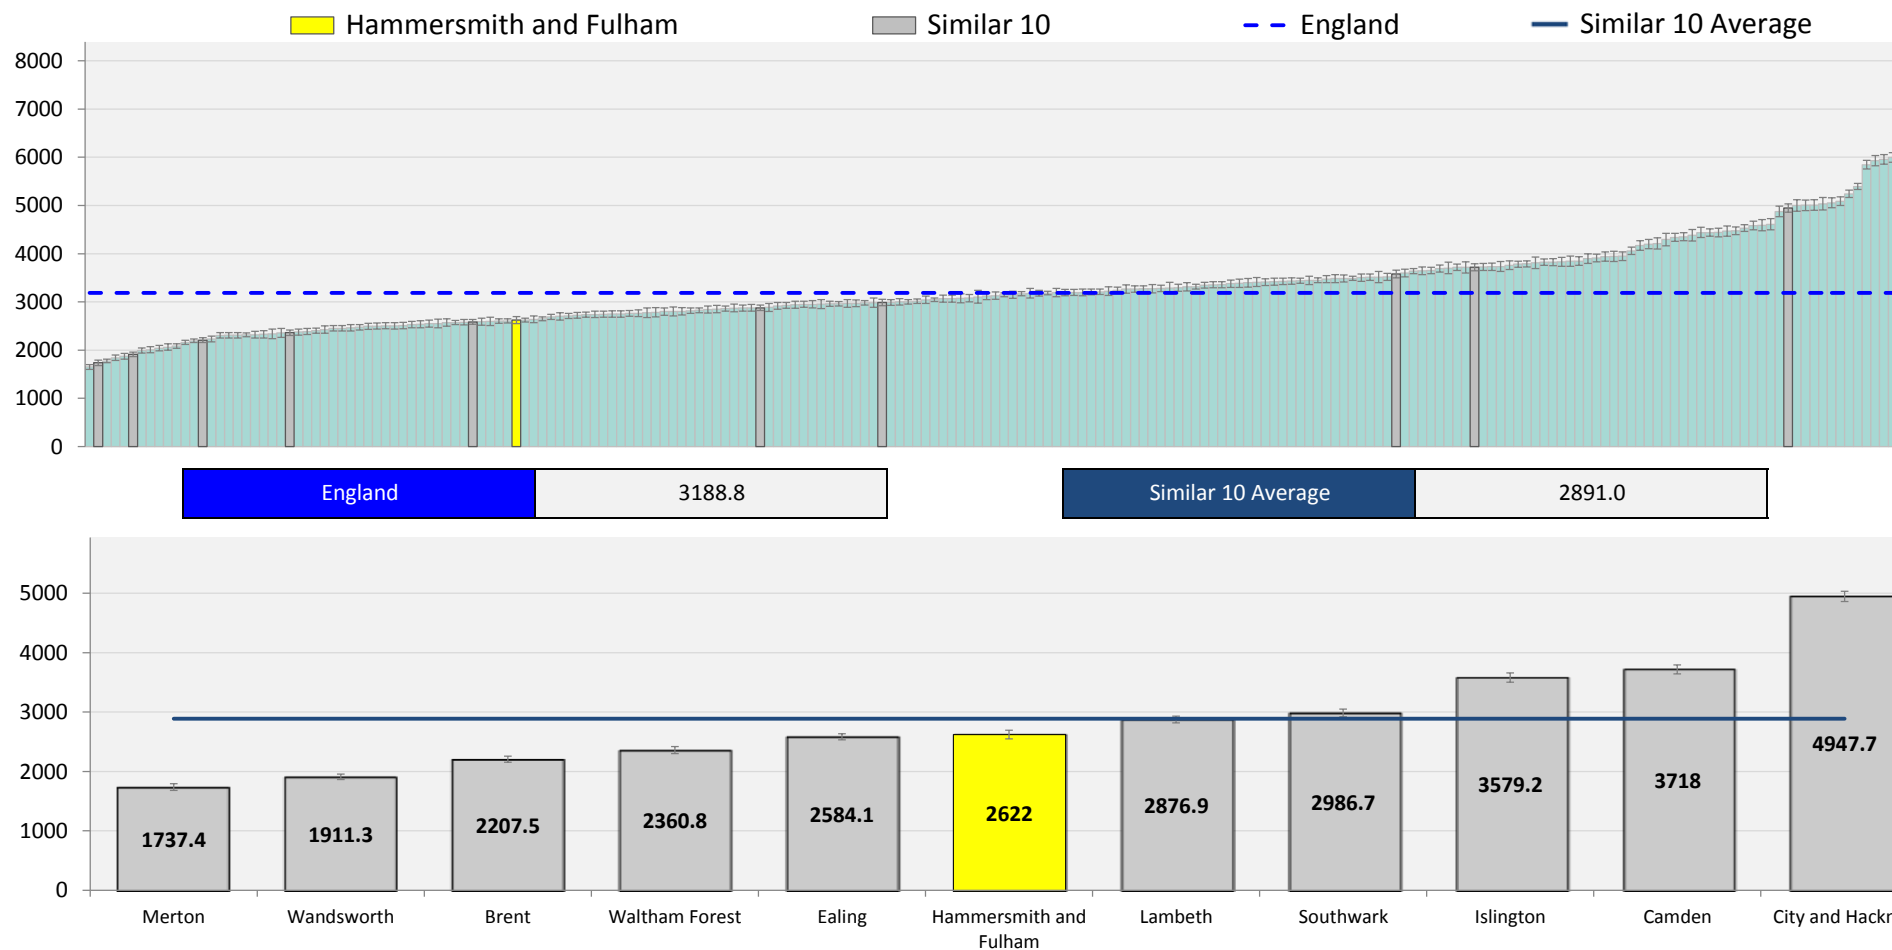 Hammersmith and Fulham
Similar 10
England
Similar 10 Average
8000
7000
6000
5000
4000
3000
2000
1000
0
England
3188.8
Similar 10 Average
2891.0
5000
4000
3000
2000
1000
0
1737.4
1911.3
2207.5
2360.8
2584.1
2622
2876.9
2986.7
3579.2
3718
4947.7
Merton
Wandsworth
Brent
Waltham Forest
Ealing
Hammersmith and
Fulham
Lambeth
Southwark
Islington
Camden
City and Hackn